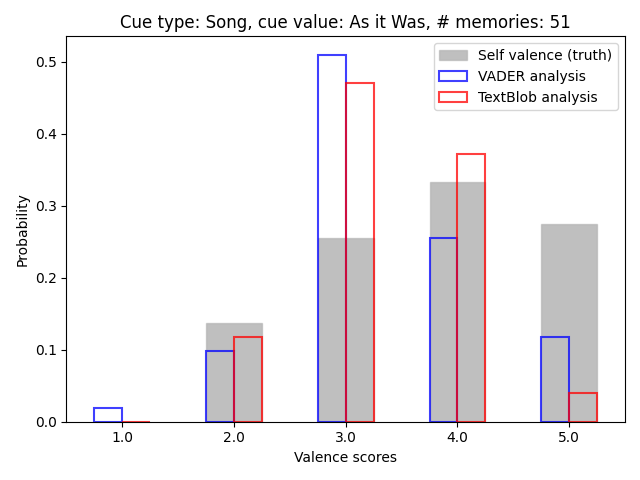 Cue type: Song, cue value: As it Was, # memories: 51
Self valence (truth)
VADER analysis
TextBlob analysis
Probability
0.5
0.4
0.3
0.2
0.1
0.0
1.0 2.0 3.0 4.0 5.0
Valence scores